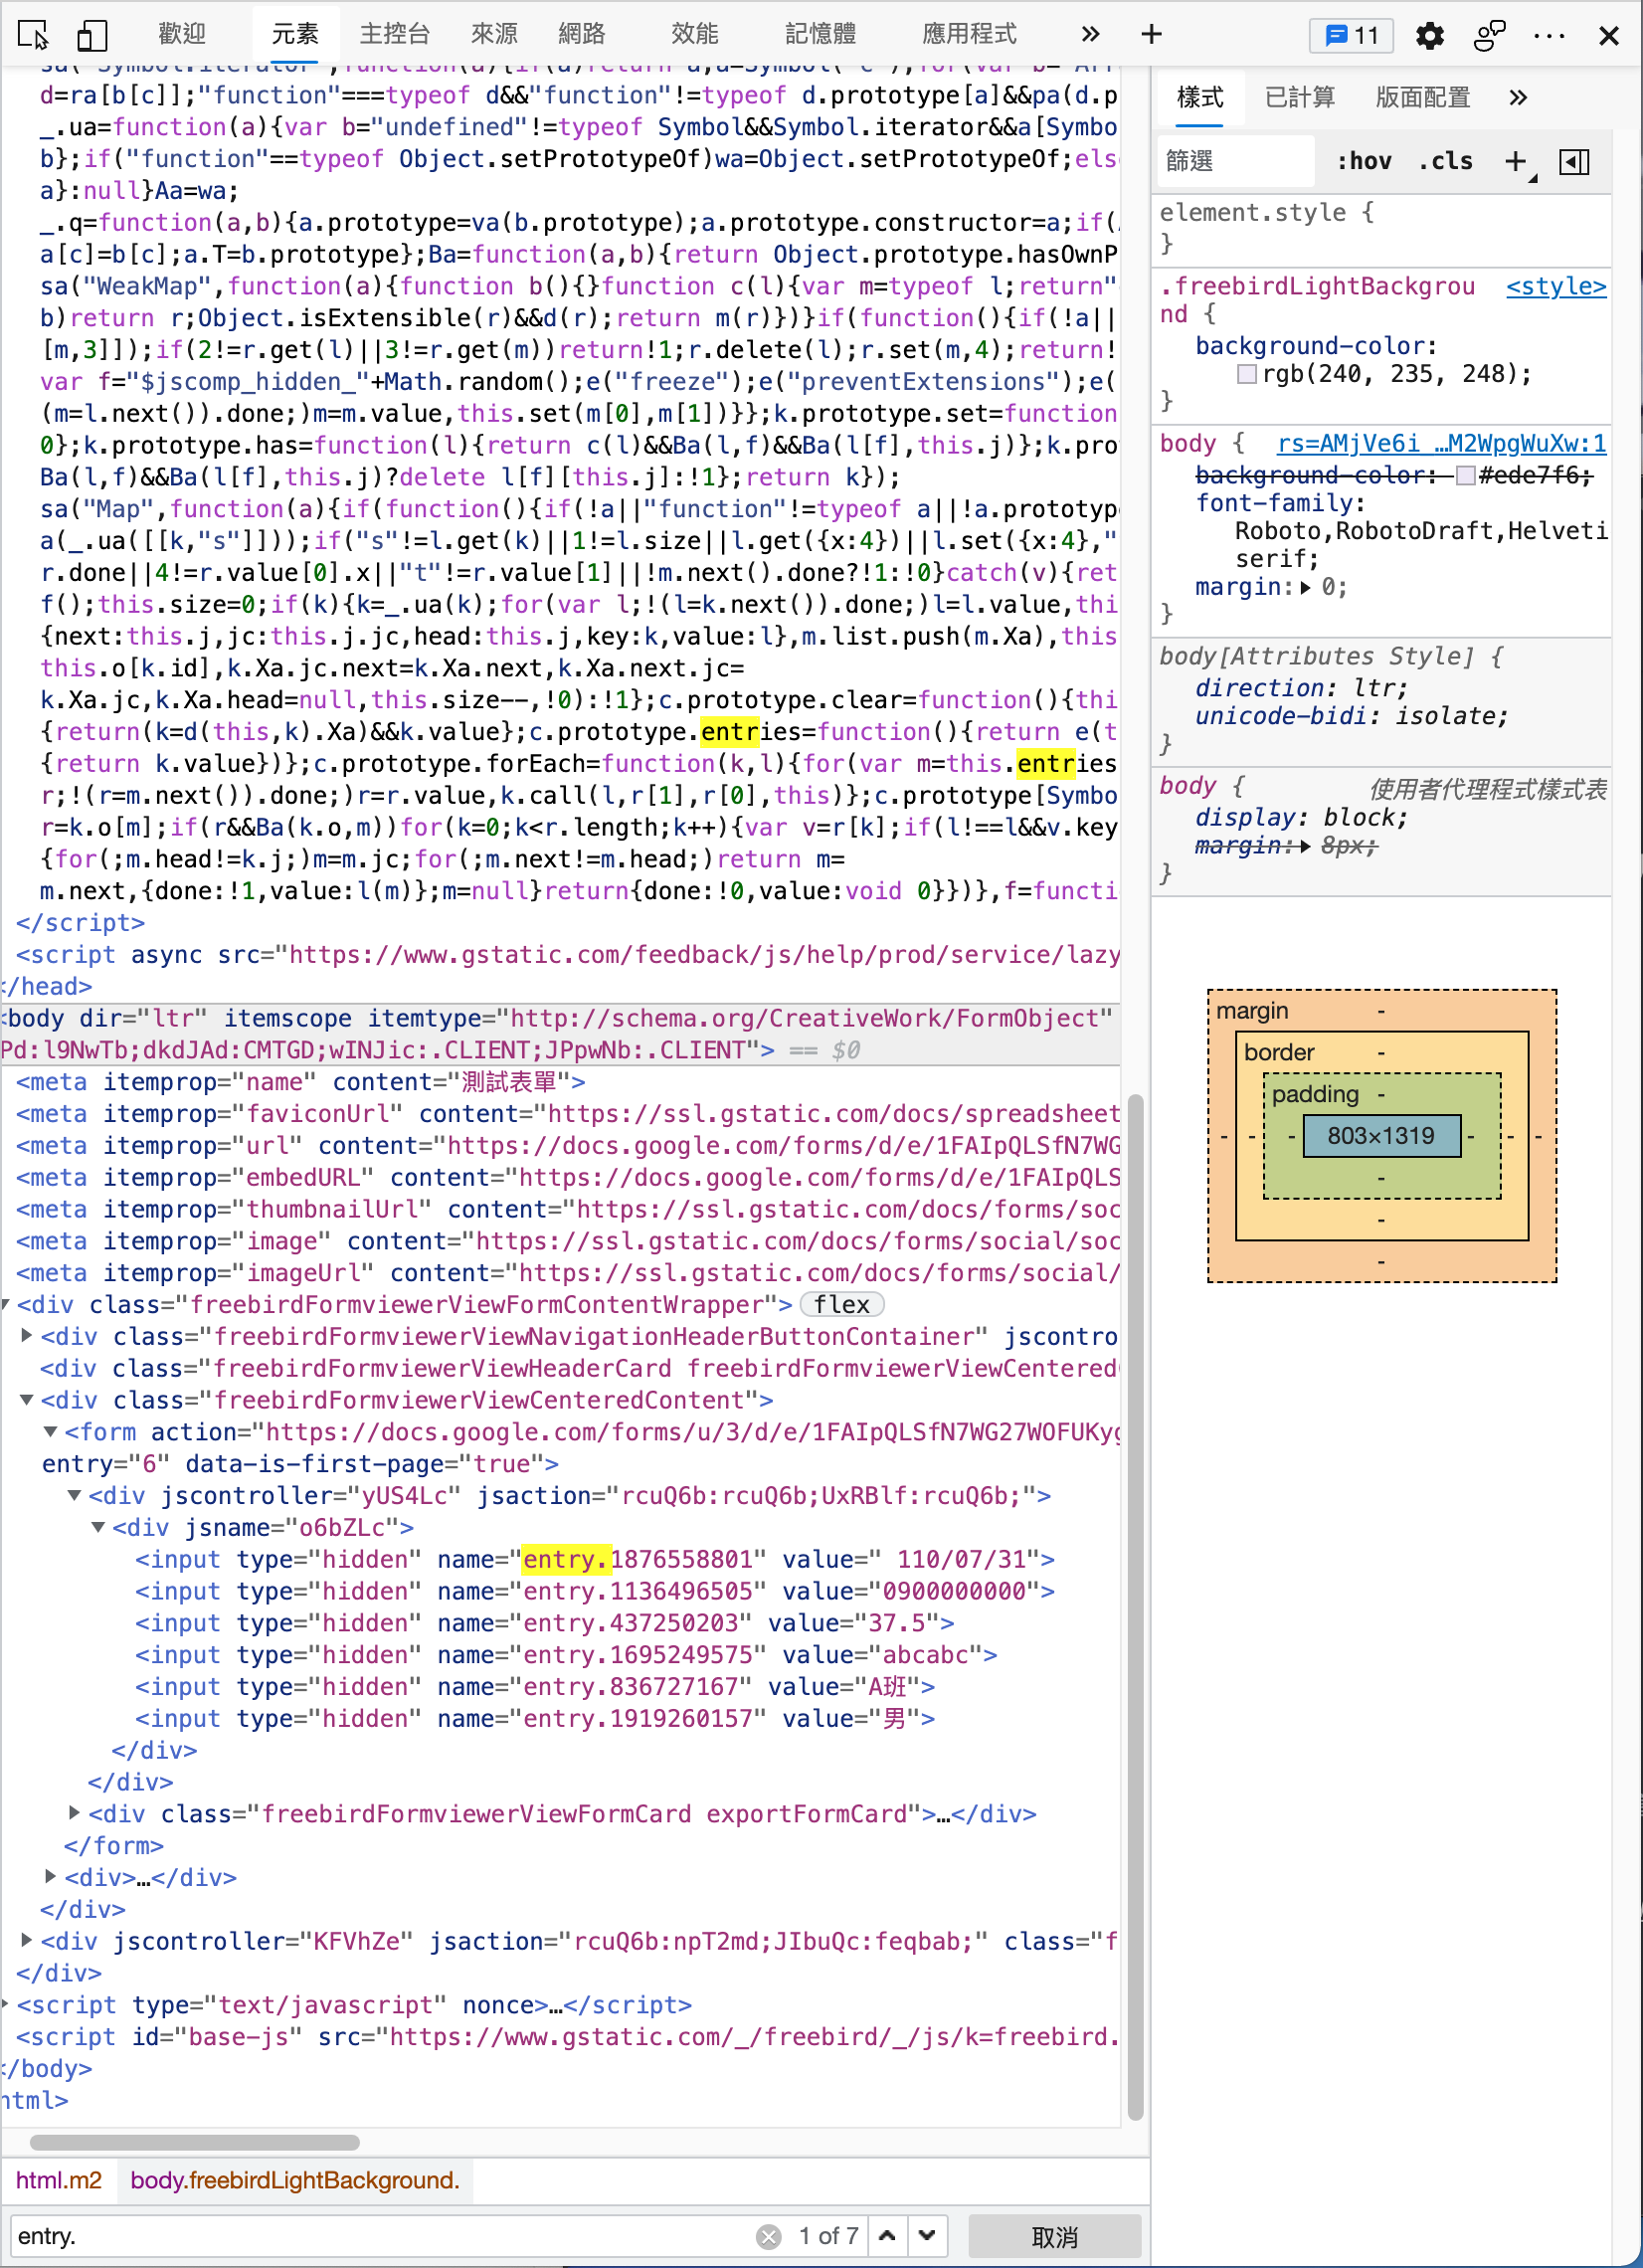 歡迎 元素 主控台 來源 網路 效能 記憶體 應用程式 » + 11
sa("Symbol.iterator",function(a){if(a)return a;a=Symbol("c");for(var b="Arr
d=ra[b[c]];"function"===typeof d&&"function"!=typeof d.prototype[a]&&pa(d.p
_.ua=function(a){var b="undefined"!=typeof Symbol&&Symbol.iterator&&a[Symbo
b};if("function"==typeof Object.setPrototypeOf)wa=Object.setPrototypeOf;els
a}:null}Aa=wa;
_.q=function(a,b){a.prototype=va(b.prototype);a.prototype.constructor=a;if(
a[c]=b[c];a.T=b.prototype};Ba=function(a,b){return Object.prototype.hasOwnP
sa("WeakMap",function(a){function b(){}function c(l){var m=typeof l;return"
b)return r;Object.isExtensible(r)&&d(r);return m(r)})}if(function(){if(!a||
[m,3]]);if(2!=r.get(l)||3!=r.get(m))return!1;r.delete(l);r.set(m,4);return!
var f="$jscomp_hidden_"+Math.random();e("freeze");e("preventExtensions");e(
(m=l.next()).done;)m=m.value,this.set(m[0],m[1])}};k.prototype.set=function
0};k.prototype.has=function(l){return c(l)&&Ba(l,f)&&Ba(l[f],this.j)};k.pro
Ba(l,f)&&Ba(l[f],this.j)?delete l[f][this.j]:!1};return k});
sa("Map",function(a){if(function(){if(!a||"function"!=typeof a||!a.prototyp
a(_.ua([[k,"s"]]));if("s"!=l.get(k)||1!=l.size||l.get({x:4})||l.set({x:4},"
r.done||4!=r.value[0].x||"t"!=r.value[1]||!m.next().done?!1:!0}catch(v){ret
f();this.size=0;if(k){k=_.ua(k);for(var l;!(l=k.next()).done;)l=l.value,thi
{next:this.j,jc:this.j.jc,head:this.j,key:k,value:l},m.list.push(m.Xa),this
this.o[k.id],k.Xa.jc.next=k.Xa.next,k.Xa.next.jc=
k.Xa.jc,k.Xa.head=null,this.size--,!0):!1};c.prototype.clear=function(){thi
{return(k=d(this,k).Xa)&&k.value};c.prototype.entries=function(){return e(t
{return k.value})};c.prototype.forEach=function(k,l){for(var m=this.entries
r;!(r=m.next()).done;)r=r.value,k.call(l,r[1],r[0],this)};c.prototype[Symbo
r=k.o[m];if(r&&Ba(k.o,m))for(k=0;k<r.length;k++){var v=r[k];if(l!==l&&v.key
{for(;m.head!=k.j;)m=m.jc;for(;m.next!=m.head;)return m=
m.next,{done:!1,value:l(m)};m=null}return{done:!0,value:void 0}})},f=functi
</script>
<script async src="https://www.gstatic.com/feedback/js/help/prod/service/lazy
</head>
<body dir="ltr" itemscope itemtype="http://schema.org/CreativeWork/FormObject"
Pd:l9NwTb;dkdJAd:CMTGD;wINJic:.CLIENT;JPpwNb:.CLIENT"> == $0
<meta itemprop="name" content="測試表單">
<meta itemprop="faviconUrl" content="https://ssl.gstatic.com/docs/spreadsheet
<meta itemprop="url" content="https://docs.google.com/forms/d/e/1FAIpQLSfN7WG
<meta itemprop="embedURL" content="https://docs.google.com/forms/d/e/1FAIpQLS
<meta itemprop="thumbnailUrl" content="https://ssl.gstatic.com/docs/forms/soc
<meta itemprop="image" content="https://ssl.gstatic.com/docs/forms/social/soc
<meta itemprop="imageUrl" content="https://ssl.gstatic.com/docs/forms/social/
<div class="freebirdFormviewerViewFormContentWrapper"> flex
<div class="freebirdFormviewerViewNavigationHeaderButtonContainer" jscontro
<div class="freebirdFormviewerViewHeaderCard freebirdFormviewerViewCentered
<div class="freebirdFormviewerViewCenteredContent">
<form action="https://docs.google.com/forms/u/3/d/e/1FAIpQLSfN7WG27WOFUKyg
entry="6" data-is-first-page="true">
<div jscontroller="yUS4Lc" jsaction="rcuQ6b:rcuQ6b;UxRBlf:rcuQ6b;">
<div jsname="o6bZLc">
<input type="hidden" name="entry.1876558801" value=" 110/07/31">
<input type="hidden" name="entry.1136496505" value="0900000000">
<input type="hidden" name="entry.437250203" value="37.5">
<input type="hidden" name="entry.1695249575" value="abcabc">
<input type="hidden" name="entry.836727167" value="A班">
<input type="hidden" name="entry.1919260157" value="男">
</div>
</div>
<div class="freebirdFormviewerViewFormCard exportFormCard">…</div>
</form>
<div>…</div>
</div>
<div jscontroller="KFVhZe" jsaction="rcuQ6b:npT2md;JIbuQc:feqbab;" class="f
</div>
<script type="text/javascript" nonce>…</script>
<script id="base-js" src="https://www.gstatic.com/_/freebird/_/js/k=freebird.
</body>
html>
html.m2 body.freebirdLightBackground.
entry. 1 of 7 取消
樣式 已計算 版面配置 »
篩選 :hov .cls +
element.style {
}
.freebirdLightBackgrou <style>
nd {
background-color:
rgb(240, 235, 248);
}
body { rs=AMjVe6i …M2WpgWuXw:1
background-color: #ede7f6;
font-family:
Roboto,RobotoDraft,Helveti
serif;
margin: 0;
}
body[Attributes Style] {
direction: ltr;
unicode-bidi: isolate;
}
body { 使用者代理程式樣式表
display: block;
margin: 8px;
}
margin -
border -
padding -
- - - 803×1319 - - -
-
-
-